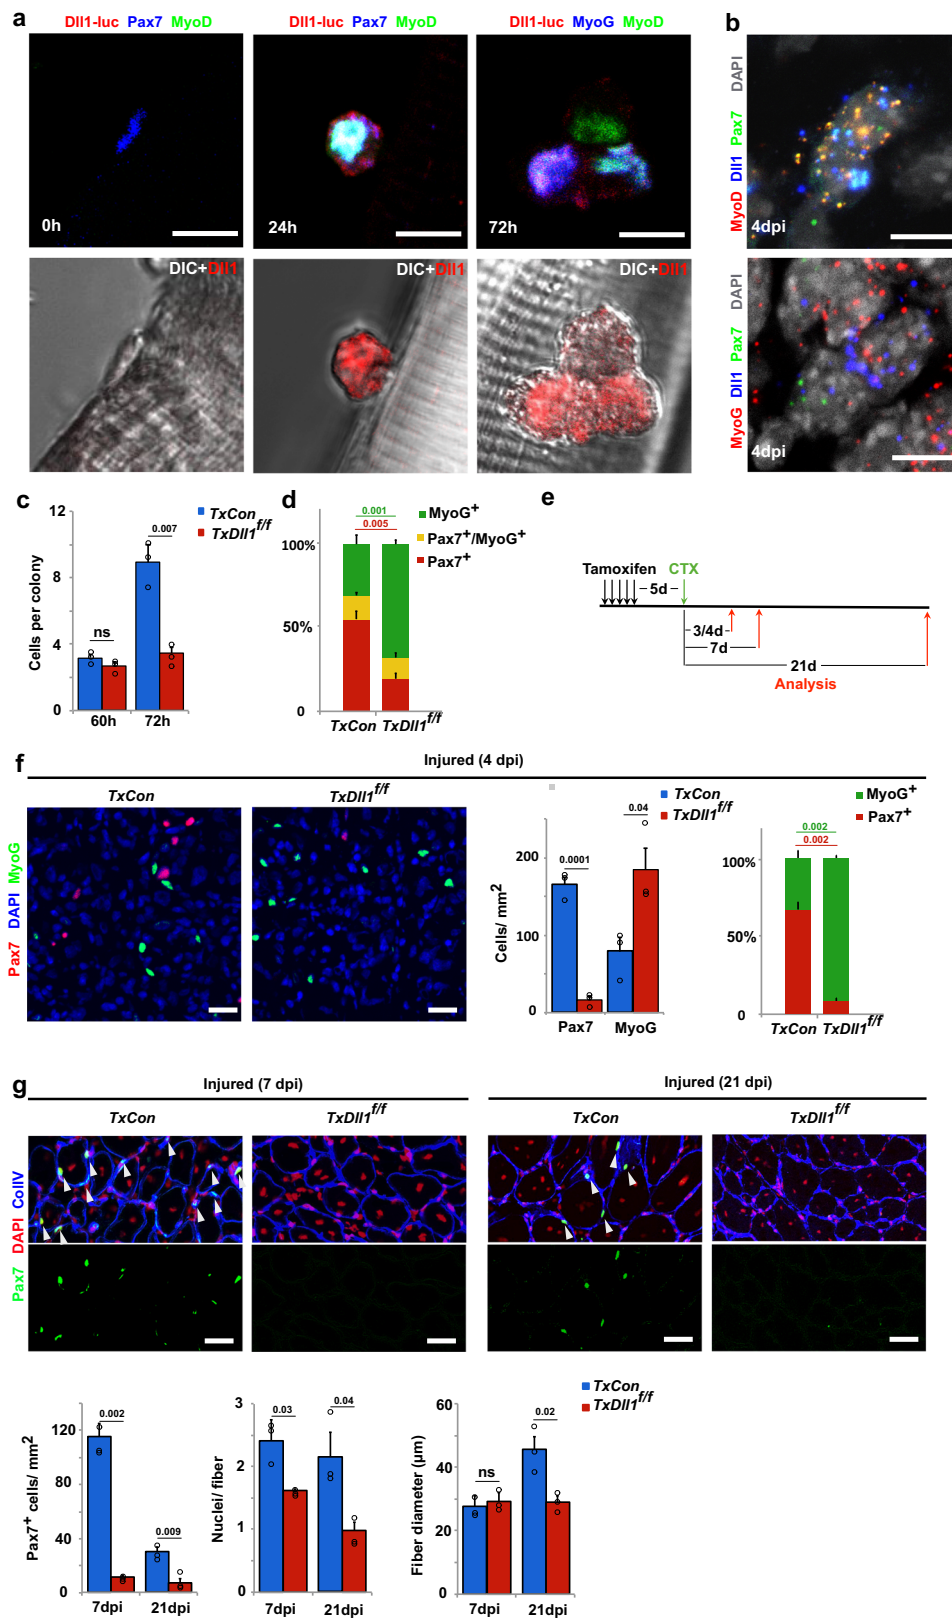 a
Dll1-luc Pax7 MyoD
Dll1-luc Pax7 MyoD
Dll1-luc MyoG MyoD
0h
24h
72h
DIC+Dll1
DIC+Dll1
DIC+Dll1
b
MyoD Dll1 Pax7 DAPI
4dpi
MyoG Dll1 Pax7 DAPI
4dpi
c
TxCon
TxDll1f/f
Cells per colony
12
8
4
0
ns
0.007
60h
72h
d
MyoG+
Pax7+/MyoG+
Pax7+
0.001
0.005
100%
50%
0
TxCon TxDll1f/f
e
Tamoxifen CTX
5d
3/4d
7d
21d
Analysis
f
Injured (4 dpi)
TxCon
TxDll1f/f
Pax7 DAPI MyoG
TxCon
TxDll1f/f
Cells/ mm2
200
100
0
0.0001
0.04
Pax7 MyoG
MyoG+
Pax7+
0.002
0.002
100%
50%
0
TxCon TxDll1f/f
g
Injured (7 dpi)
Injured (21 dpi)
TxCon
TxDll1f/f
TxCon
TxDll1f/f
Pax7 DAPI ColIV
TxCon
TxDll1f/f
Pax7+ cells/ mm2
120
80
40
0
0.002
0.009
7dpi 21dpi
Nuclei/ fiber
3
2
1
0
0.03
0.04
7dpi 21dpi
Fiber diameter (μm)
60
40
20
0
ns
0.02
7dpi 21dpi